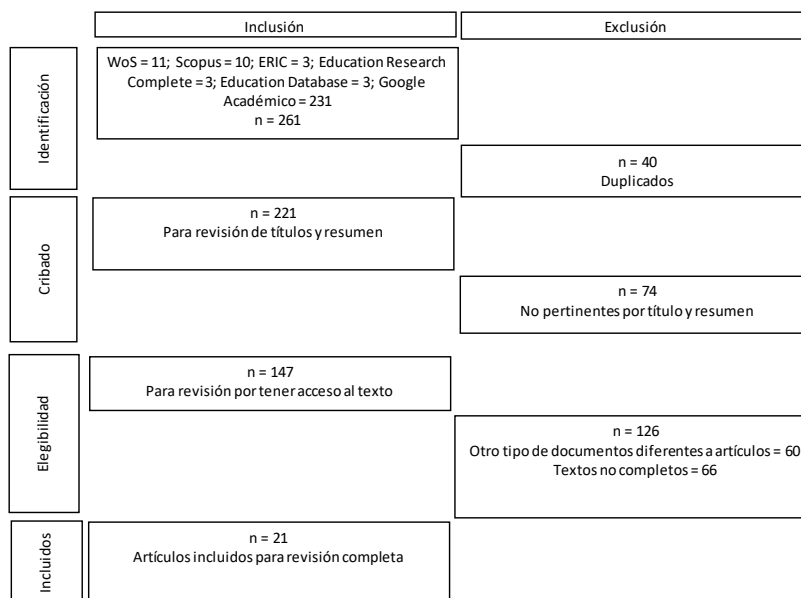 Inclusión
Exclusión
Identificación
WoS = 11; Scopus = 10; ERIC = 3; Education Research
Complete = 3; Education Database = 3; Google
Académico = 231
n = 261
n = 40
Duplicados
Cribado
n = 221
Para revisión de títulos y resumen
n = 74
No pertinentes por título y resumen
Elegibilidad
n = 147
Para revisión por tener acceso al texto
n = 126
Otro tipo de documentos diferentes a artículos = 60
Textos no completos = 66
Incluidos
n = 21
Artículos incluidos para revisión completa